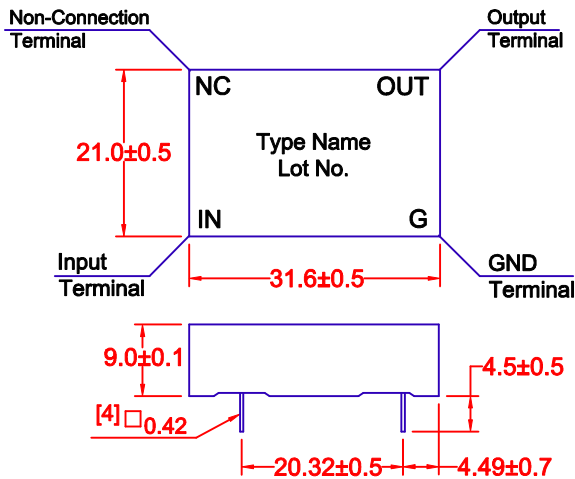 Non-Connection
Terminal
Output
Terminal
NC
OUT
21.0±0.5
Type Name
Lot No.
IN
G
Input
Terminal
31.6±0.5
GND
Terminal
9.0±0.1
4.5±0.5
[4] □0.42
20.32±0.5
4.49±0.7